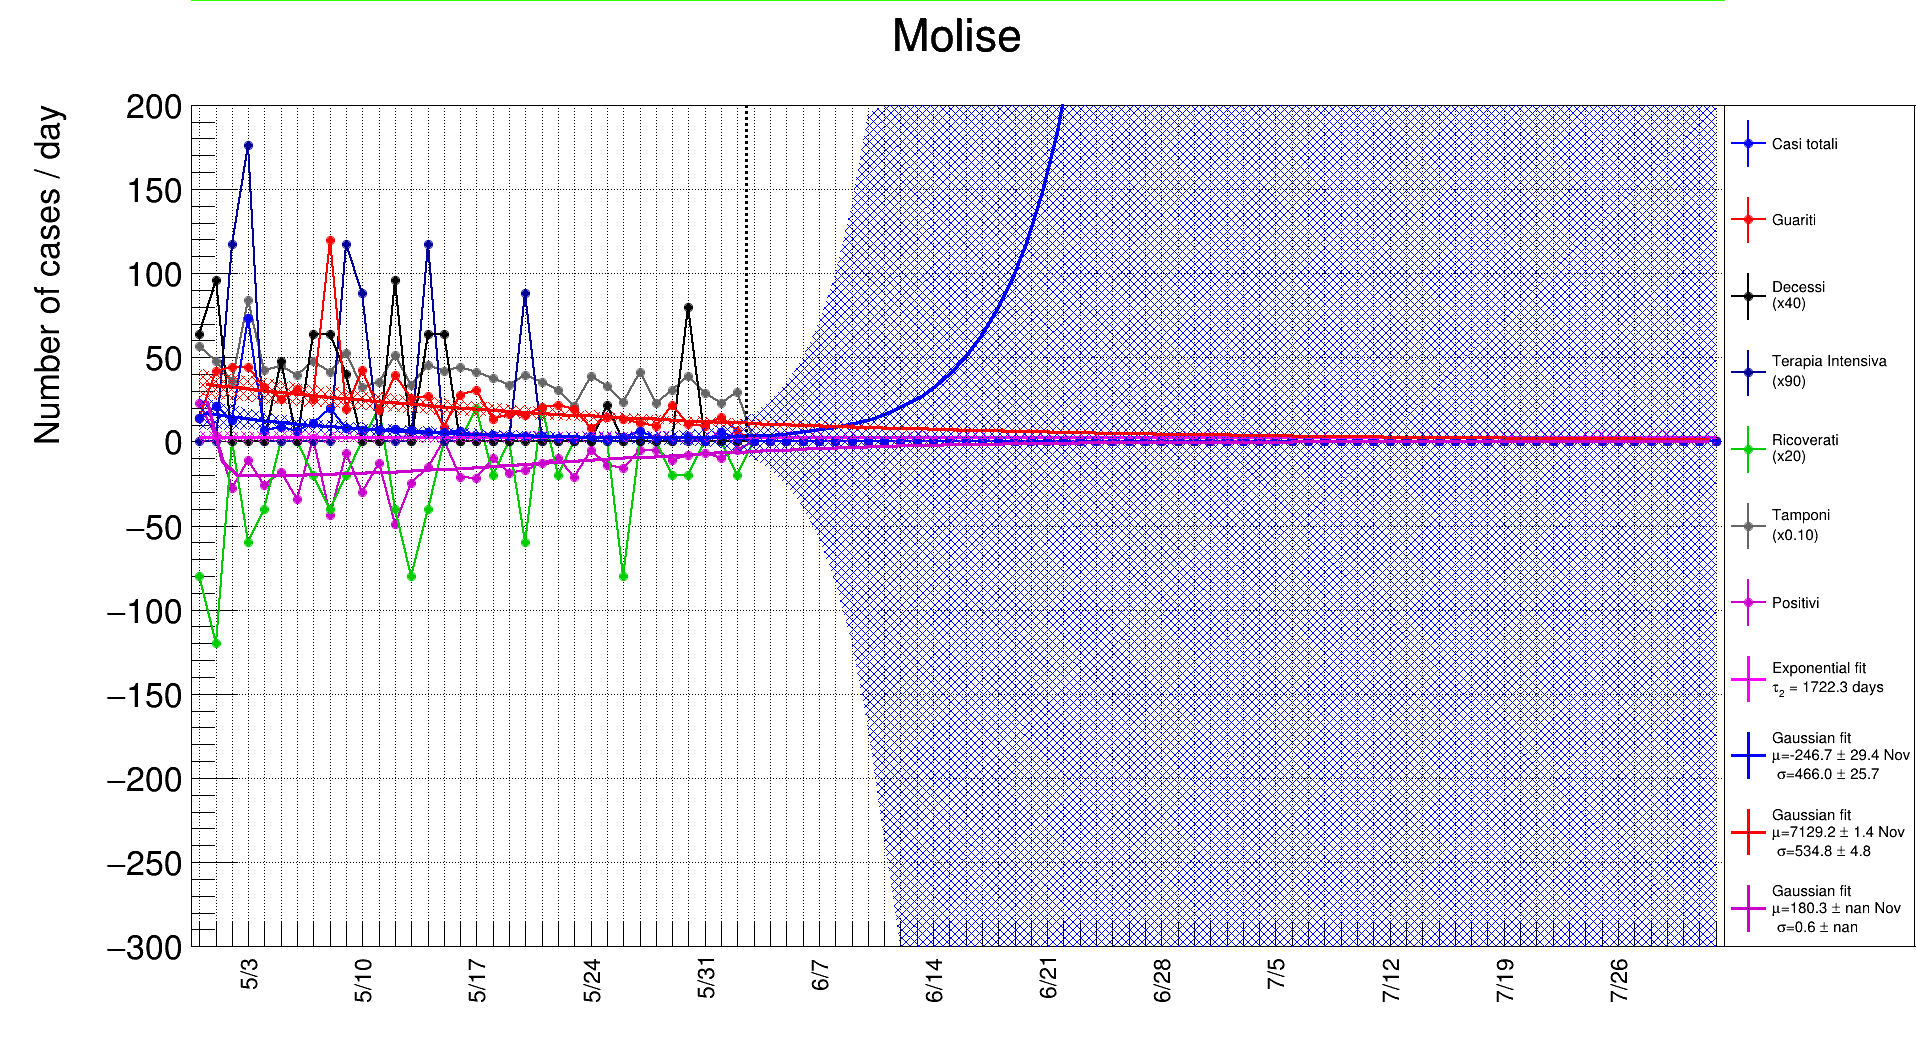 Molise
Number of cases / day
200
150
100
50
0
−50
−100
−150
−200
−250
−300
5/3
5/10
5/17
5/24
5/31
6/7
6/14
6/21
6/28
7/5
7/12
7/19
7/26
Casi totali
Guariti
Decessi
(x40)
Terapia Intensiva
(x90)
Ricoverati
(x20)
Tamponi
(x0.10)
Positivi
Exponential fit
τ2 = 1722.3 days
Gaussian fit
μ=-246.7 ± 29.4 Nov
σ=466.0 ± 25.7
Gaussian fit
μ=7129.2 ± 1.4 Nov
σ=534.8 ± 4.8
Gaussian fit
μ=180.3 ± nan Nov
σ=0.6 ± nan